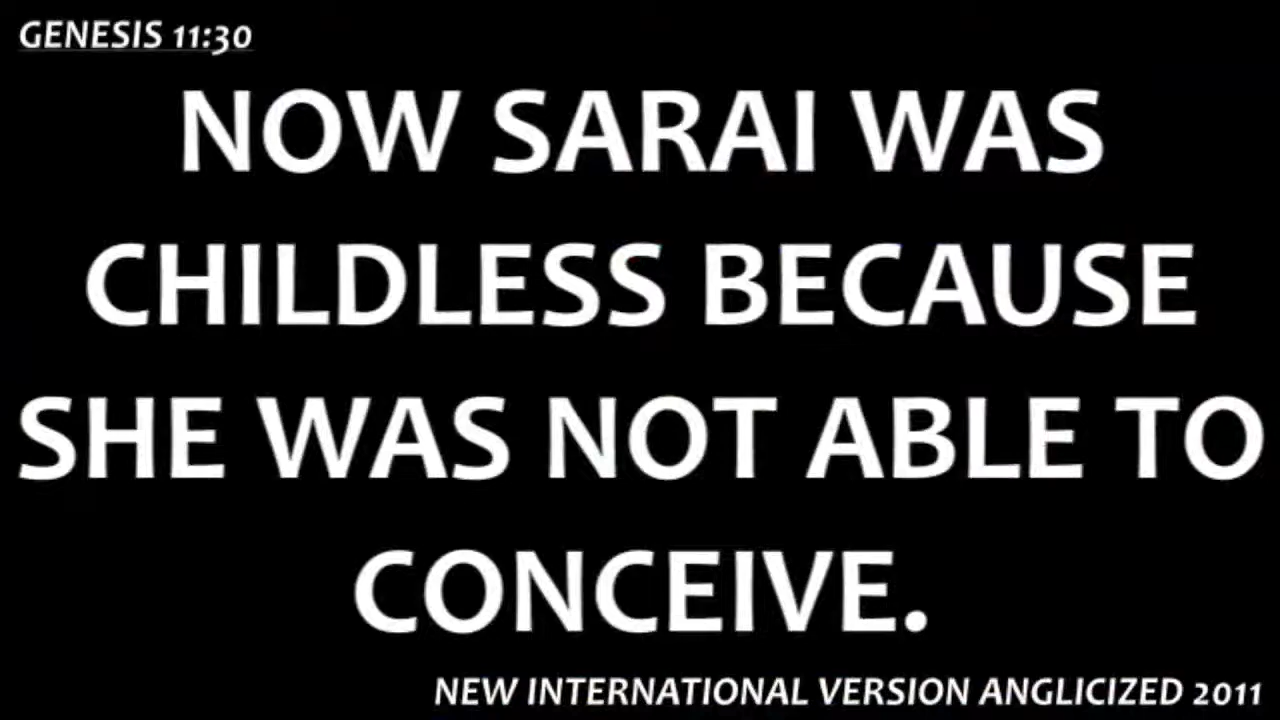 GENESIS 11:30
NOW SARAI WAS
CHILDLESS BECAUSE
SHE WAS NOT ABLE TO
CONCEIVE.
NEW INTERNATIONAL VERSION ANGLICIZED 2011